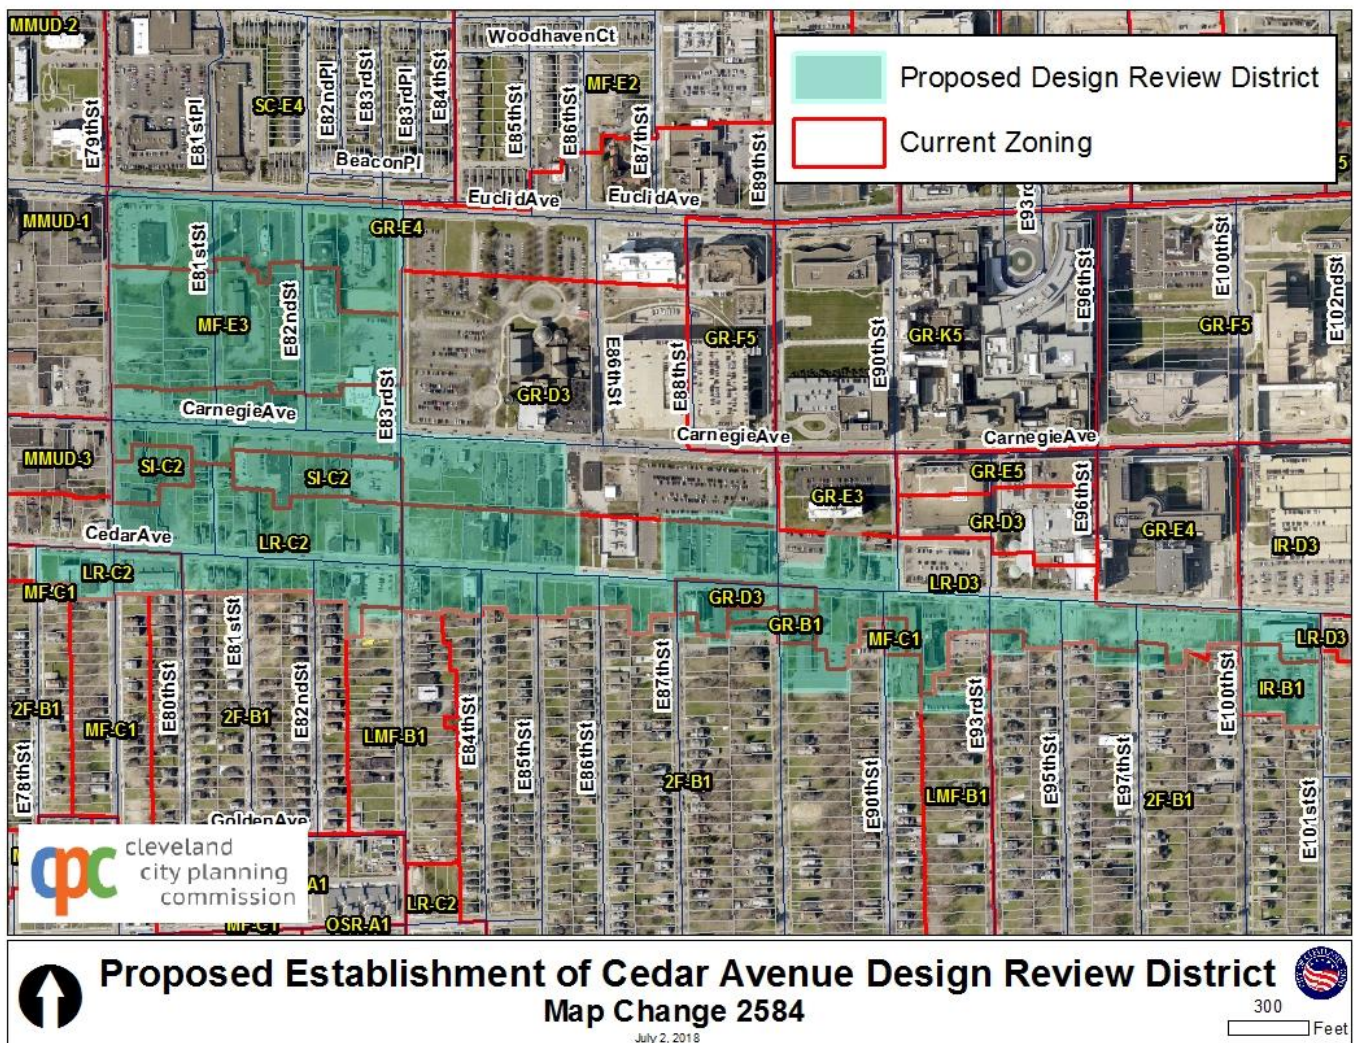 MMUD-2
WoodhavenCt
Proposed Design Review District
Current Zoning
E79thSt
E81stPl
SC-E4
E82ndPl
E83rdSt
E83rdPl
E84thSt
E85thSt
E86thSt
MF-E2
E87thSt
E89thSt
BeaconPl
EuclidAve
EuclidAve
MMUD-1
E81stSt
GR-E4
E96thSt
E100thSt
E102ndSt
MF-E3
E82ndSt
E83rdSt
GR-D3
E86thSt
E88thSt
GR-F5
E90thSt
GR-K5
GR-F5
CarnegieAve
CarnegieAve
CarnegieAve
MMUD-3
SI-C2
SI-C2
GR-E3
GR-E5
GR-D3
E96thSt
GR-E4
IR-D3
CedarAve
LR-C2
LR-C2
MF-C1
LR-D3
GR-D3
GR-B1
MF-C1
LR-D3
IR-B1
2F-B1
E78thSt
MF-C1
E80thSt
E81stSt
2F-B1
E82ndSt
LMF-B1
E84thSt
E85thSt
E86thSt
E87thSt
2F-B1
E90thSt
LMF-B1
E93rdSt
E95thSt
E97thSt
2F-B1
E100thSt
E101stSt
GoldenAve
cpc
cleveland
city planning
commission
A1
MF-C1
OSR-A1
LR-C2
Proposed Establishment of Cedar Avenue Design Review District
Map Change 2584
July 2, 2018
300
Feet